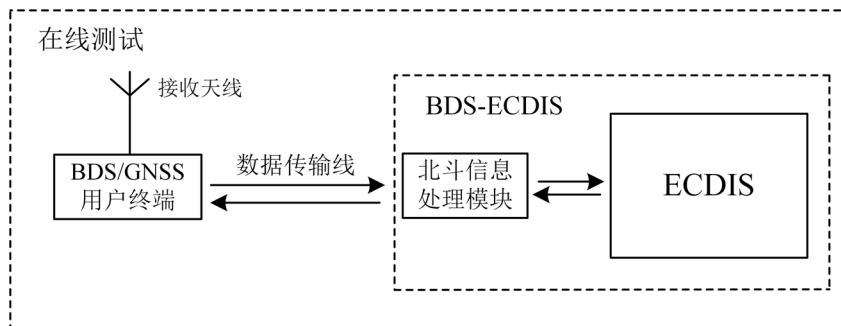 在线测试
接收天线
BDS-ECDIS
BDS/GNSS
用户终端
数据传输线
北斗信息
处理模块
ECDIS